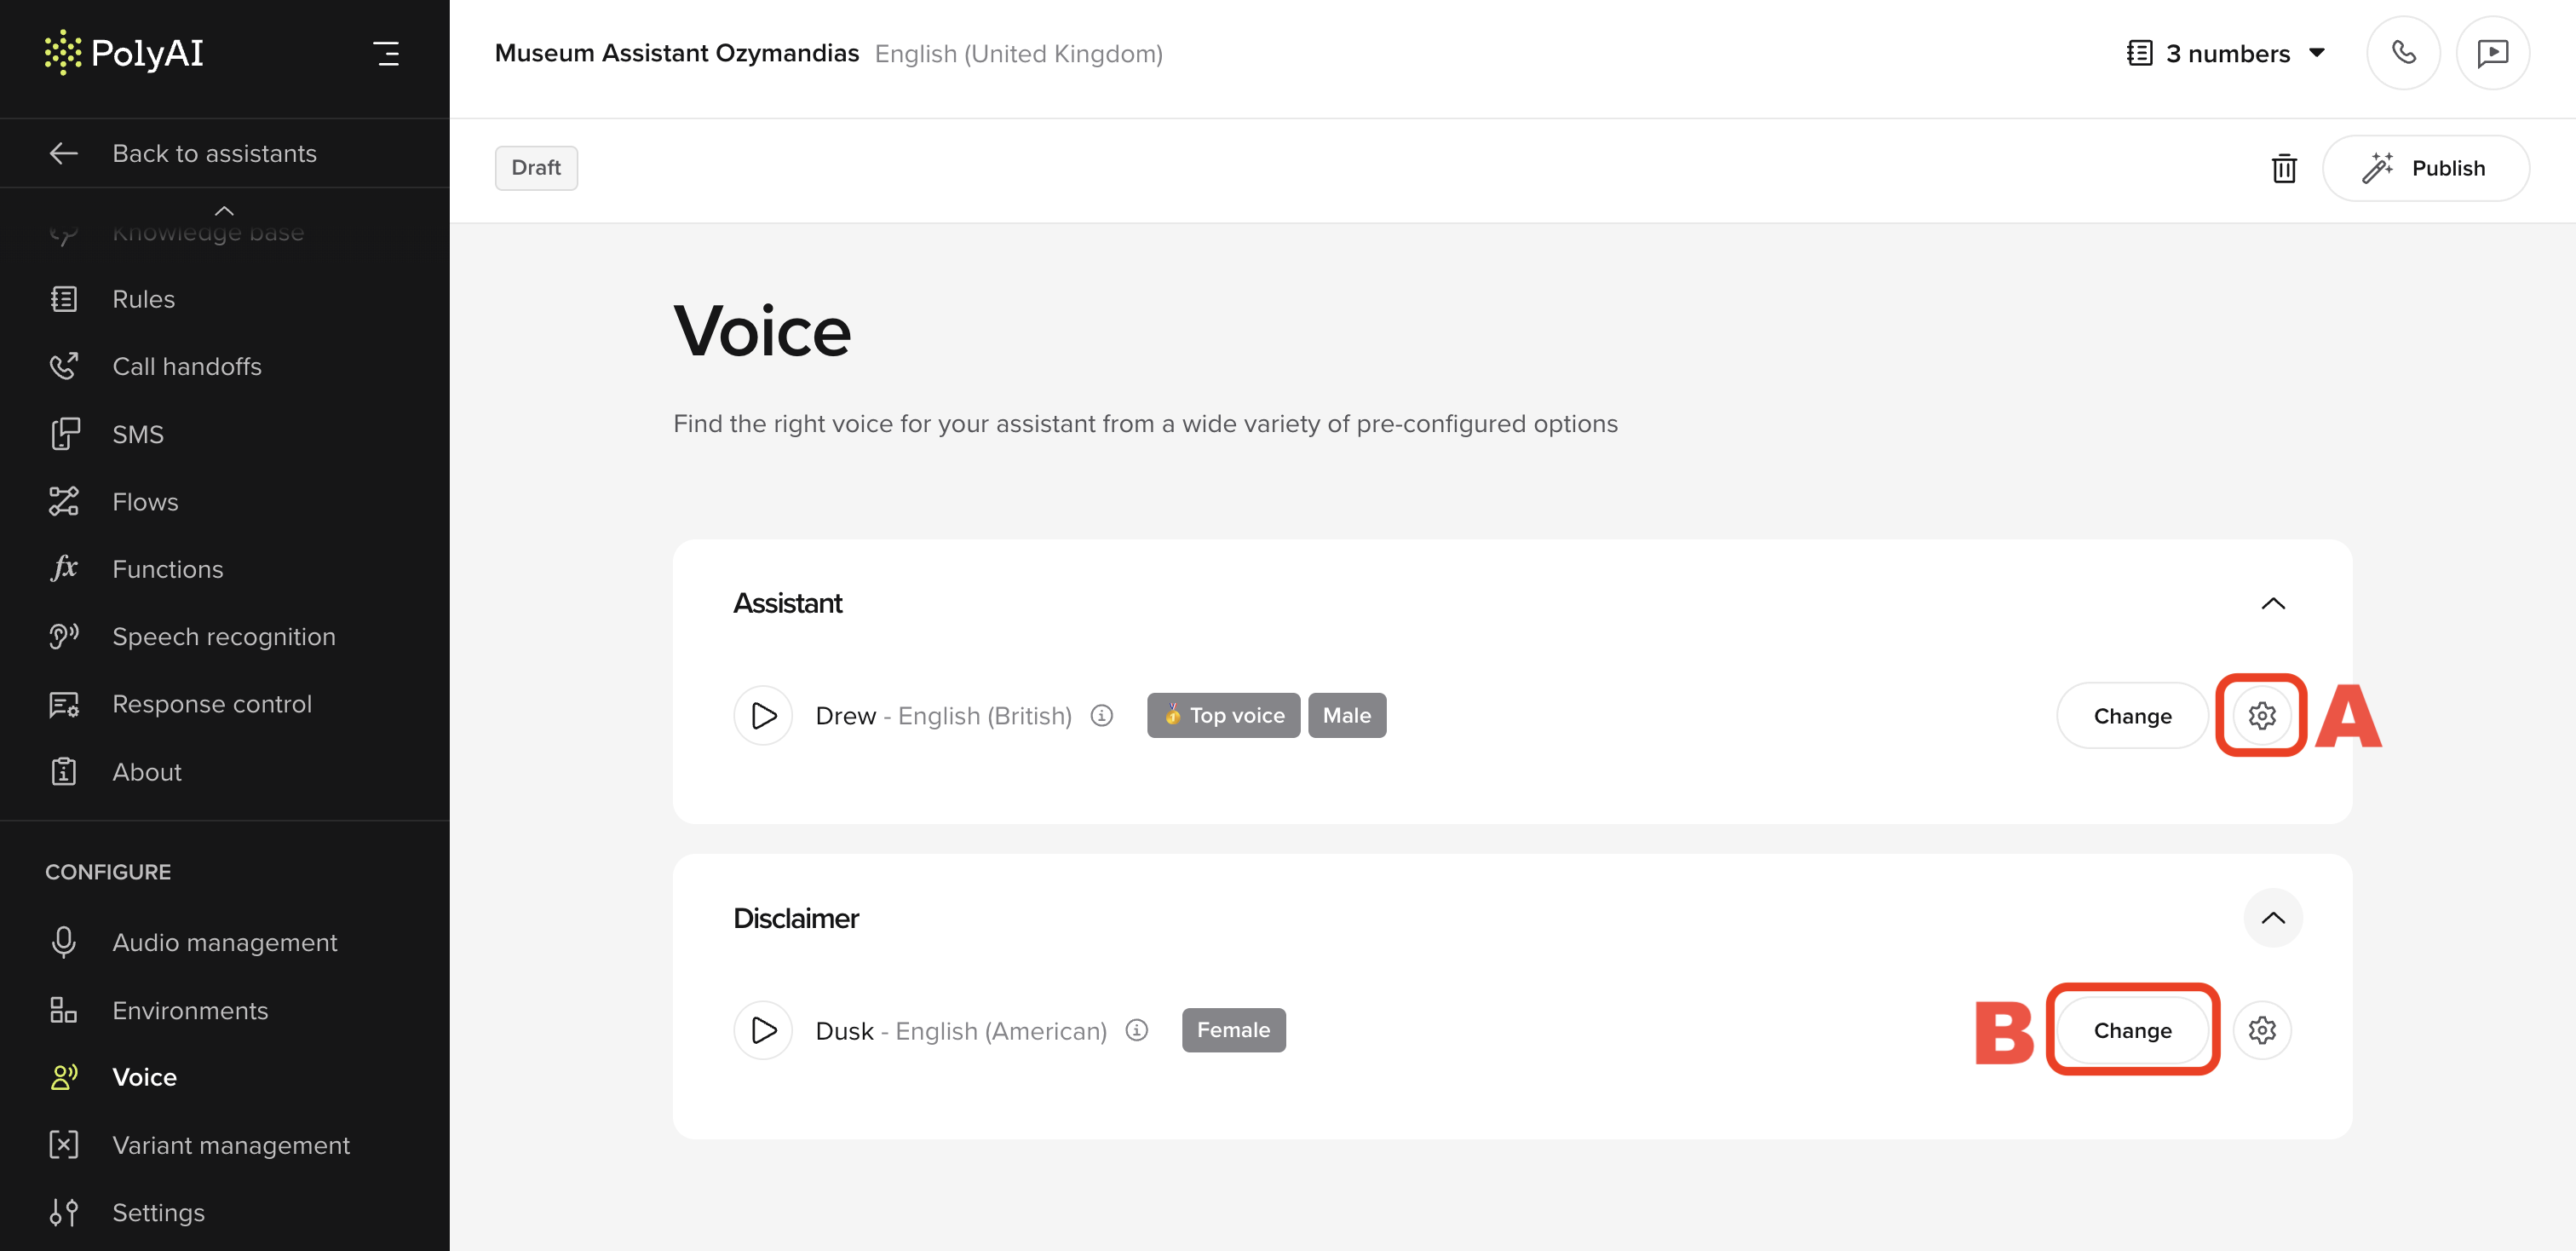 PolyAI
Back to assistants
Knowledge base
Rules
Call handoffs
SMS
Flows
fx Functions
Speech recognition
Response control
About
CONFIGURE
Audio management
Environments
Voice
Variant management
Settings
Museum Assistant Ozymandias English (United Kingdom)
3 numbers
Draft
Publish
Voice
Find the right voice for your assistant from a wide variety of pre-configured options
Assistant
Drew - English (British) Top voice Male Change A
Disclaimer
Dusk - English (American) Female B Change